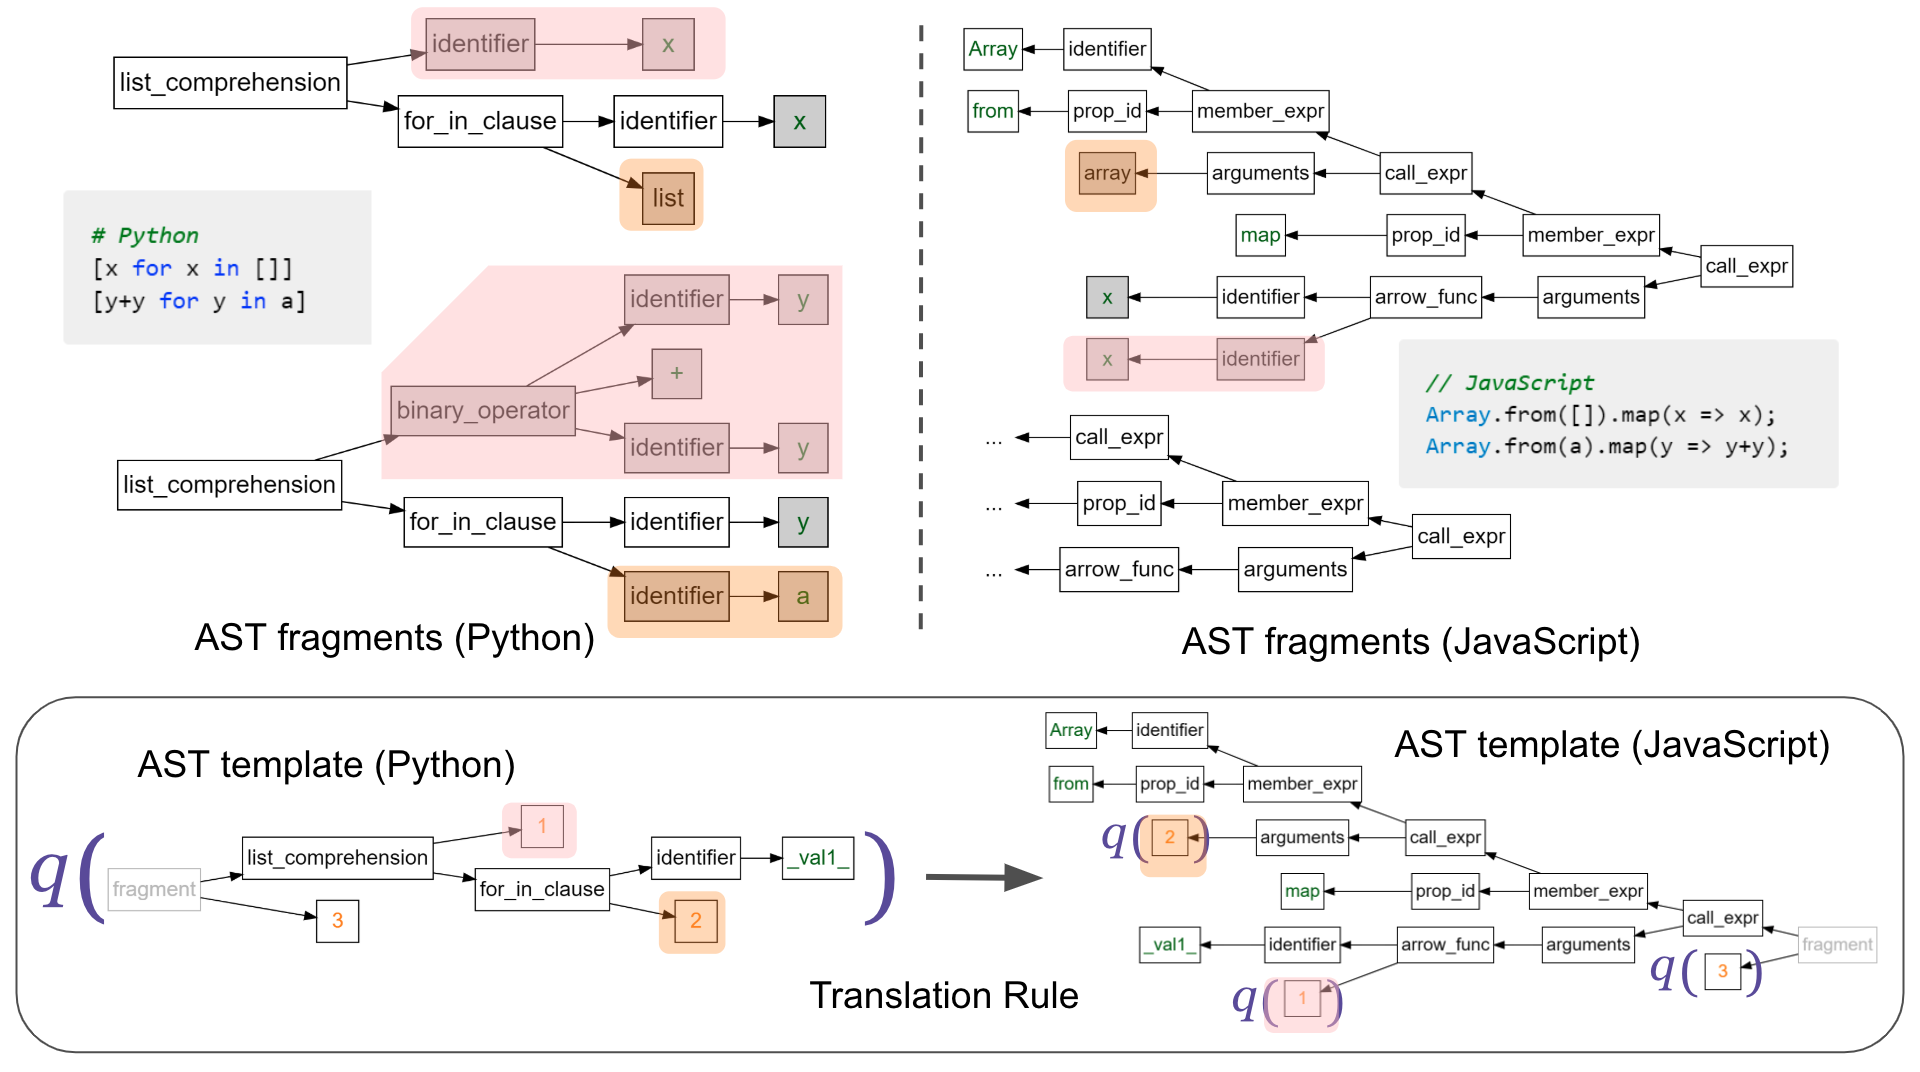 identifier x
list_comprehension
for_in_clause identifier x
list
# Python
[x for x in []]
[y+y for y in a]
identifier y
+
binary_operator
identifier y
list_comprehension
for_in_clause identifier y
identifier a
AST fragments (Python)
Array identifier
from prop_id member_expr
array arguments call_expr
map prop_id member_expr
call_expr
x identifier arrow_func arguments
x identifier
// JavaScript
Array.from([]).map(x => x);
Array.from(a).map(y => y+y);
... call_expr
... prop_id member_expr
call_expr
... arrow_func arguments
AST fragments (JavaScript)
AST template (Python)
1
q( list_comprehension identifier _val1_ )
fragment for_in_clause
3 2
AST template (JavaScript)
Array identifier
from prop_id member_expr
q( 2 ) arguments call_expr
map prop_id member_expr
call_expr
_val1_ identifier arrow_func arguments fragment
q( 3 )
q( 1 )
Translation Rule